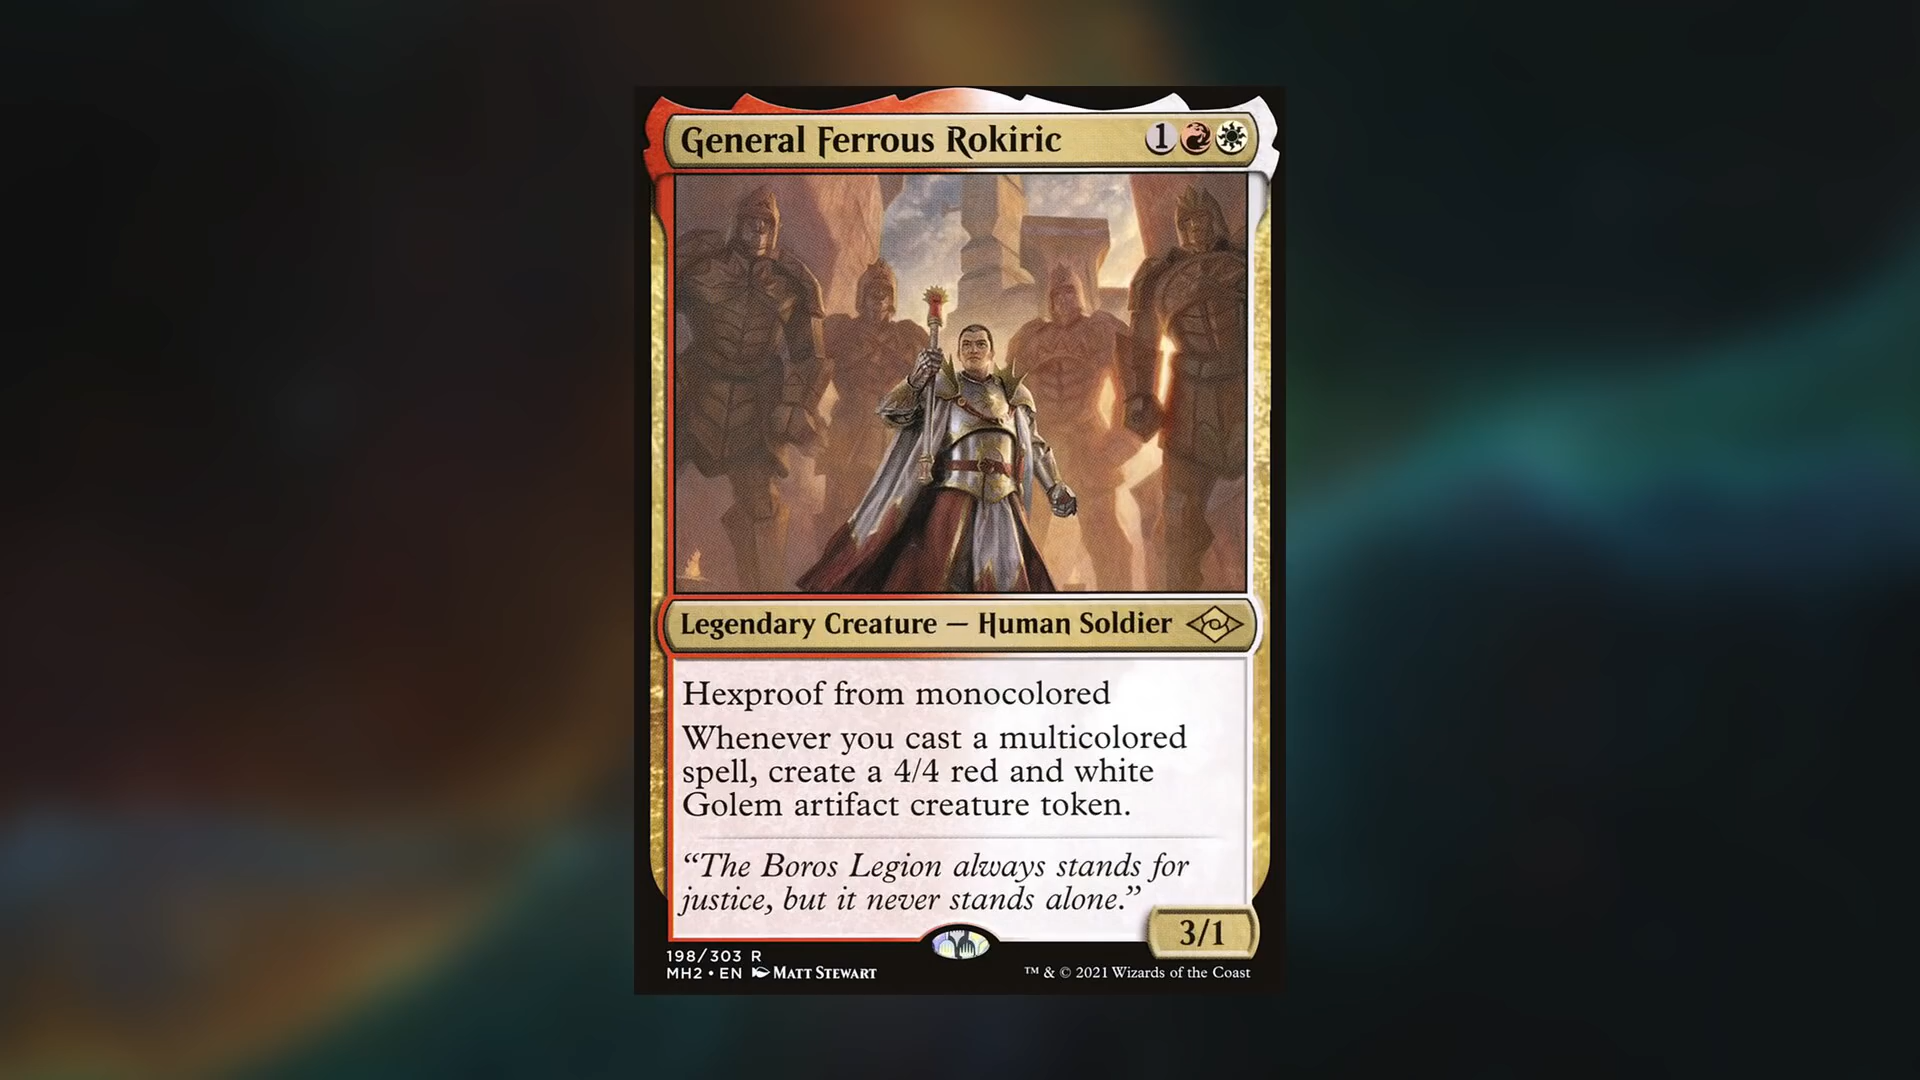 General Ferrous Rokiric 1
Legendary Creature — Human Soldier
Hexproof from monocolored
Whenever you cast a multicolored
spell, create a 4/4 red and white
Golem artifact creature token.
“The Boros Legion always stands for
justice, but it never stands alone.”
3/1
198/303 R
MH2 • EN Matt Stewart
™ & © 2021 Wizards of the Coast